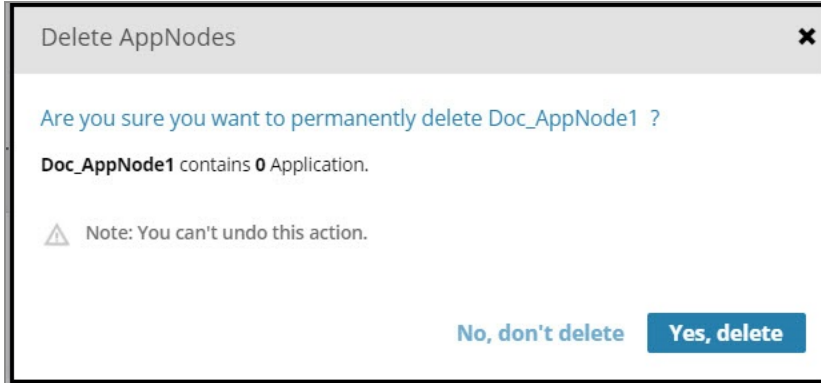 Delete AppNodes
Are you sure you want to permanently delete Doc_AppNode1 ?
Doc_AppNode1 contains 0 Application.
Note: You can't undo this action.
No, don't delete Yes, delete